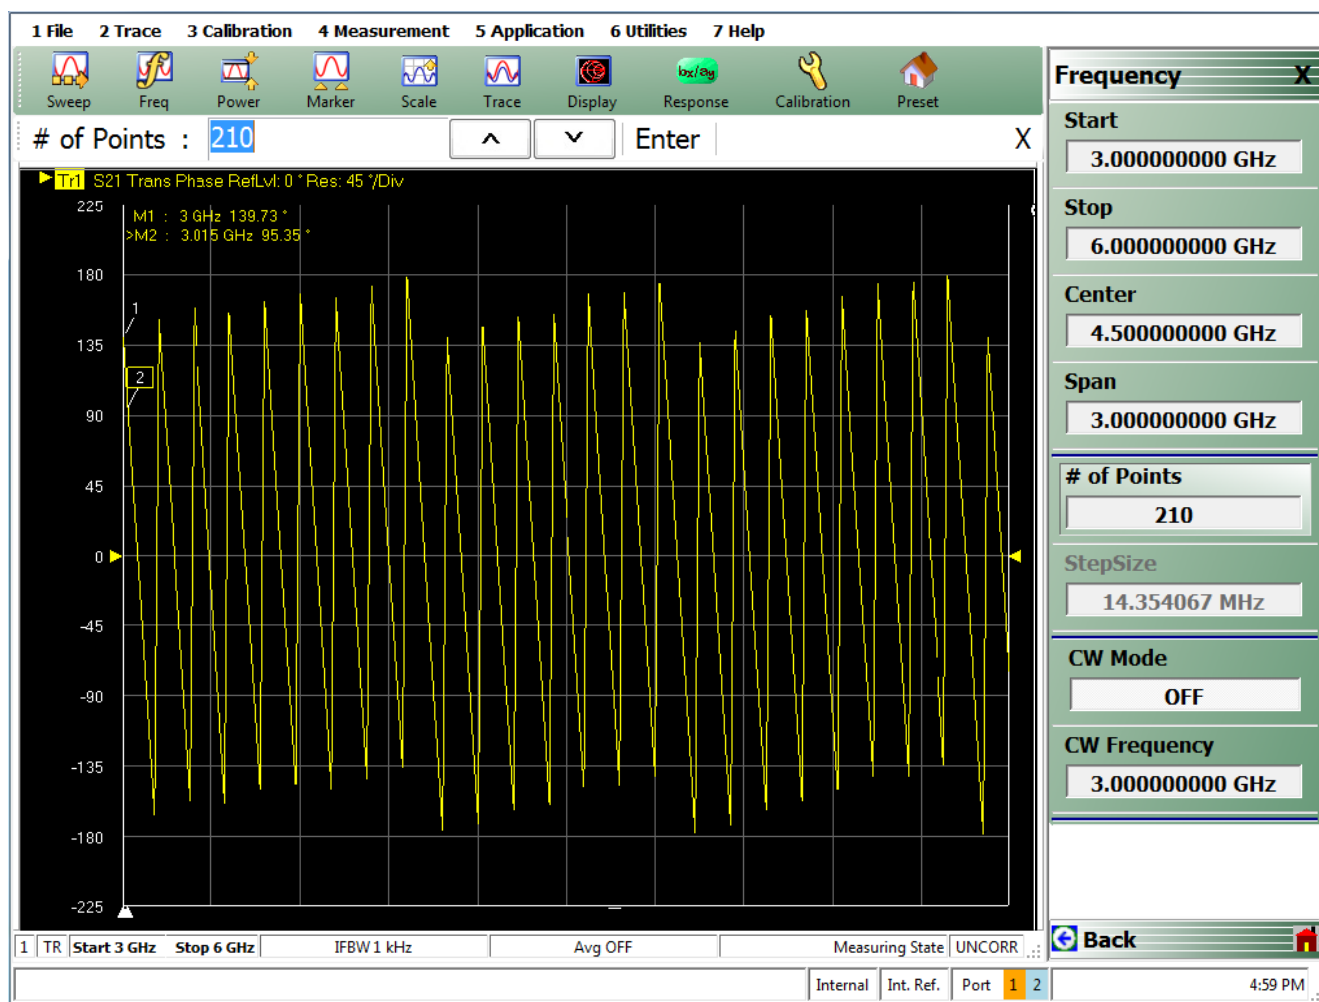 1 File 2 Trace 3 Calibration 4 Measurement 5 Application 6 Utilities 7 Help
Sweep Freq Power Marker Scale Trace Display Response Calibration Preset
bx/ay
# of Points : 210 Enter X
Tr1 S21 Trans Phase RefLvl: 0 ° Res: 45 °/Div
M1 : 3 GHz 139.73 °
>M2 : 3.015 GHz 95.35 °
225
180
135
90
45
0
-45
-90
-135
-180
-225
1
2
1 TR Start 3 GHz Stop 6 GHz IFBW 1 kHz Avg OFF Measuring State UNCORR
Internal Int. Ref. Port 1 2 4:59 PM
Frequency X
Start
3.000000000 GHz
Stop
6.000000000 GHz
Center
4.500000000 GHz
Span
3.000000000 GHz
# of Points
210
StepSize
14.354067 MHz
CW Mode
OFF
CW Frequency
3.000000000 GHz
Back